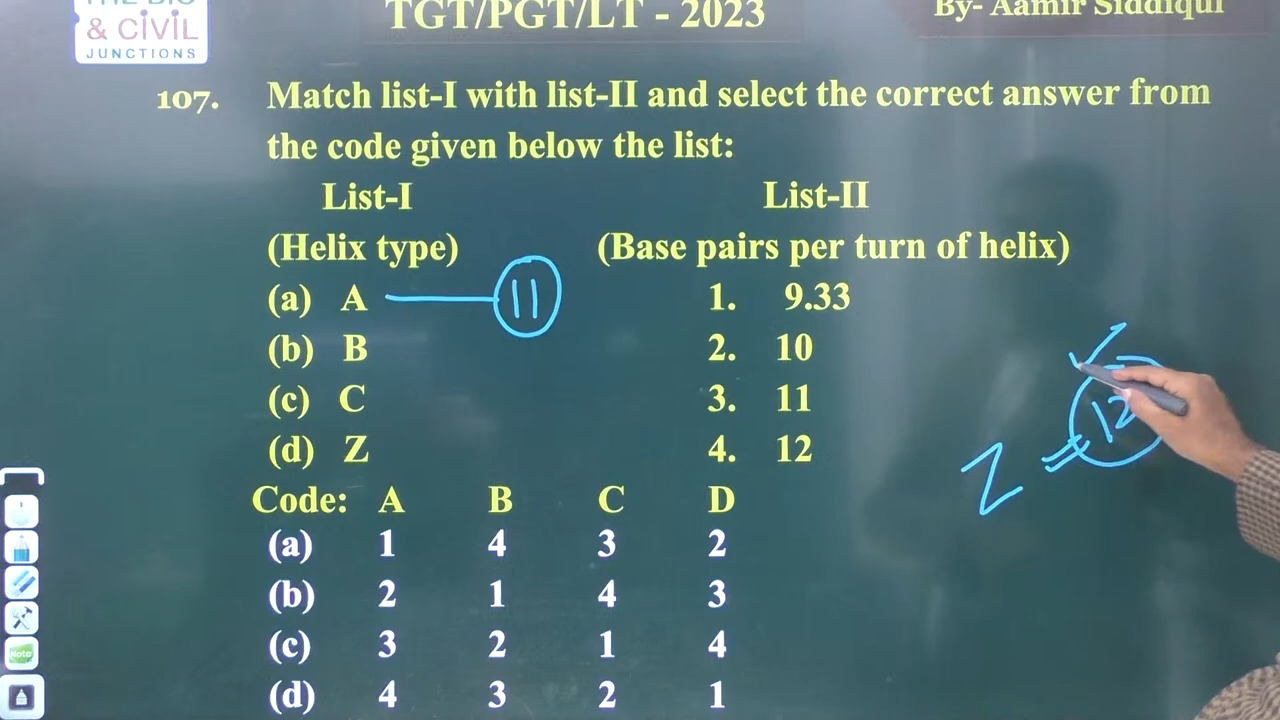 THE BIO
& CIVIL
JUNCTIONS
TGT/PGT/LT - 2023
By- Aamir Siddiqui
107. Match list-I with list-II and select the correct answer from
the code given below the list:
List-I List-II
(Helix type) (Base pairs per turn of helix)
(a) A 11 1. 9.33
(b) B 2. 10
(c) C 3. 11
(d) Z 4. 12
Z = 12
Code: A B C D
(a) 1 4 3 2
(b) 2 1 4 3
(c) 3 2 1 4
(d) 4 3 2 1
Note